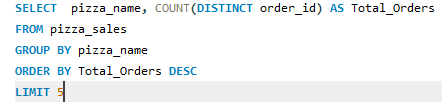 SELECT  pizza_name, COUNT(DISTINCT order_id) AS Total_Orders
FROM pizza_sales
GROUP BY pizza_name
ORDER BY Total_Orders DESC
LIMIT 5